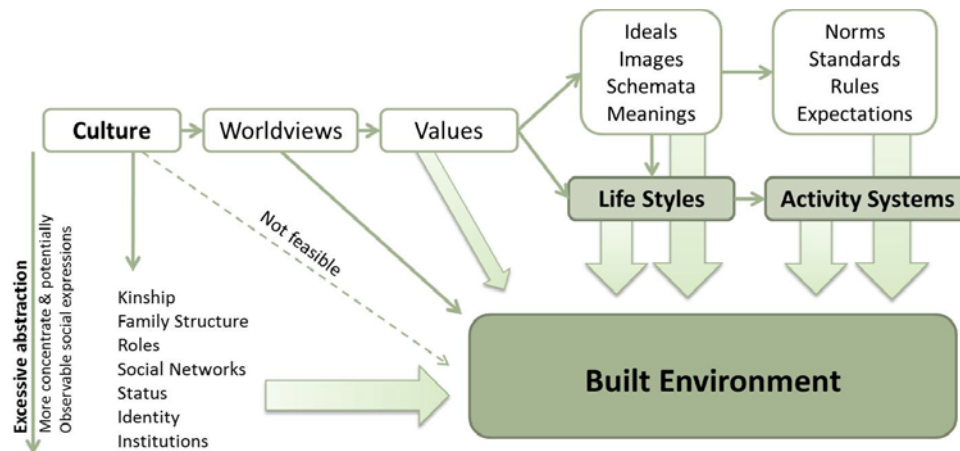 Culture
Worldviews
Values
Ideals
Images
Schemata
Meanings
Norms
Standards
Rules
Expectations
Life Styles
Activity Systems
Not feasible
Excessive abstraction
More concentrate & potentially
Observable social expressions
Kinship
Family Structure
Roles
Social Networks
Status
Identity
Institutions
Built Environment